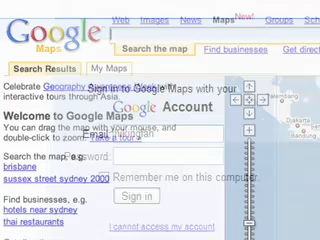 Web Images News Maps New! Groups
Google
Maps
Search the map Find businesses Get direct
Search Results My Maps
Celebrate Geography
interactive tours through Asia.
Sign in to Google Maps with your
Google Account
Welcome to Google Maps
You can drag the map with your mouse, and
double-click to zoom. Take a tour »
Email:
Password:
Search the map, e.g.
brisbane
sussex street sydney 2000
Remember me on this computer.
Sign in
Find businesses, e.g.
hotels near sydney
thai restaurants
I cannot access my account
Jakarta
Bandung